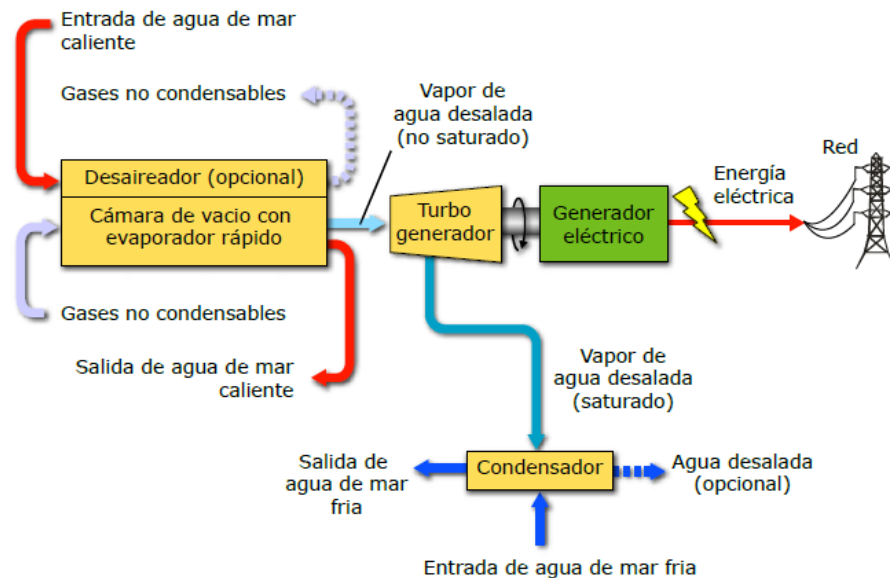 Entrada de agua de mar
caliente
Gases no condensables
Vapor de
agua desalada
(no saturado)
Desaireador (opcional)
Cámara de vacio con
evaporador rápido
Turbo
generador
Generador
eléctrico
Energía
eléctrica
Red
Gases no condensables
Salida de agua de mar
caliente
Vapor de
agua desalada
(saturado)
Salida de
agua de mar
fria
Condensador
Agua desalada
(opcional)
Entrada de agua de mar fria